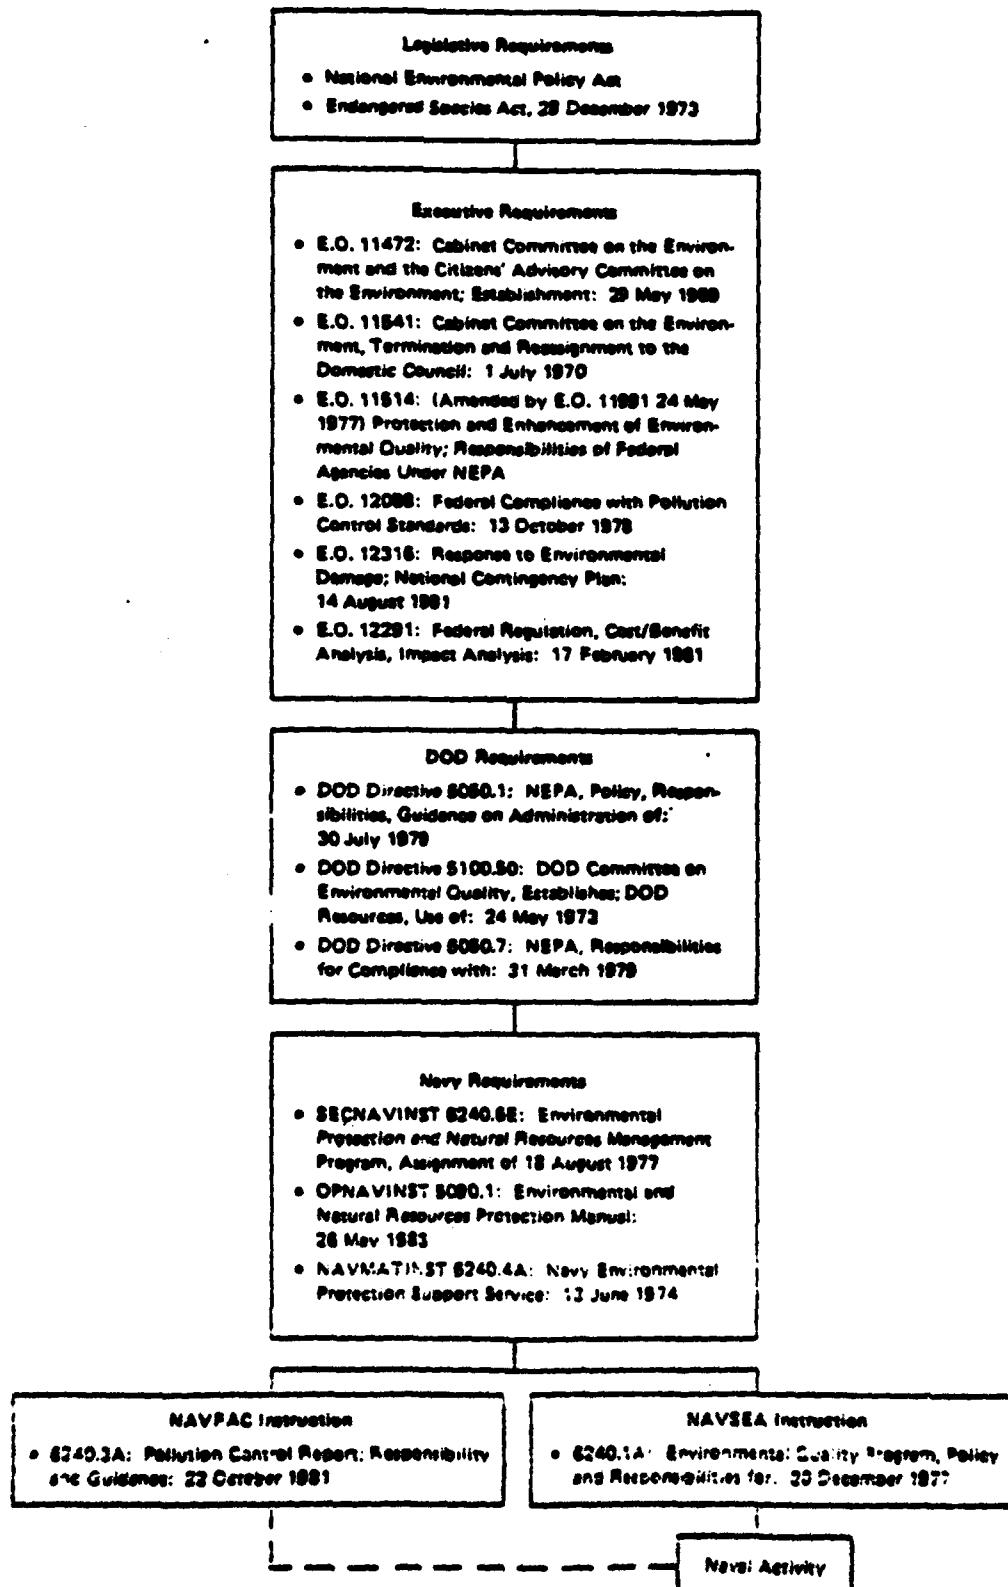 Legislative Requirements
• National Environmental Policy Act
• Endangered Species Act, 28 December 1973
Executive Requirements
• E.O. 11472: Cabinet Committee on the Environ-
ment and the Citizens' Advisory Committee on
the Environment; Establishment: 29 May 1969
• E.O. 11541: Cabinet Committee on the Environ-
ment, Termination and Reassignment to the
Domestic Council: 1 July 1970
• E.O. 11514: (Amended by E.O. 11991 24 May
1977) Protection and Enhancement of Environ-
mental Quality; Responsibilities of Federal
Agencies Under NEPA
• E.O. 12088: Federal Compliance with Pollution
Control Standards: 13 October 1978
• E.O. 12316: Response to Environmental
Damage; National Contingency Plan:
14 August 1981
• E.O. 12291: Federal Regulation, Cost/Benefit
Analysis, Impact Analysis: 17 February 1981
DOD Requirements
• DOD Directive 6050.1: NEPA, Policy, Respon-
sibilities, Guidance on Administration of:
30 July 1979
• DOD Directive 5100.50: DOD Committee on
Environmental Quality, Establishes; DOD
Resources, Use of: 24 May 1973
• DOD Directive 6050.7: NEPA, Responsibilities
for Compliance with: 31 March 1979
Navy Requirements
• SECNAVINST 6240.6E: Environmental
Protection and Natural Resources Management
Program, Assignment of 18 August 1977
• OPNAVINST 5090.1: Environmental and
Natural Resources Protection Manual:
26 May 1983
• NAVMATINST 6240.4A: Navy Environmental
Protection Support Service: 13 June 1974
NAVFAC Instruction
• 6240.3A: Pollution Control Report; Responsibility
and Guidance: 22 October 1981
NAVSEA Instruction
• 6240.1A: Environmental Quality Program, Policy
and Responsibilities for: 20 December 1977
Naval Activity